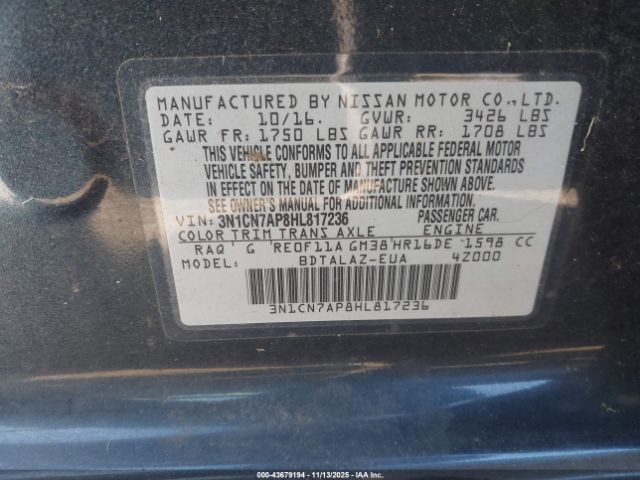 MANUFACTURED BY NISSAN MOTOR CO.,LTD.
DATE: 10/16. GVWR: 3426 LBS
GAWR FR: 1750 LBS GAWR RR: 1708 LBS
THIS VEHICLE CONFORMS TO ALL APPLICABLE FEDERAL MOTOR
VEHICLE SAFETY, BUMPER AND THEFT PREVENTION STANDARDS
IN EFFECT ON THE DATE OF MANUFACTURE SHOWN ABOVE.
SEE OWNER'S MANUAL FOR ADDITIONAL INFORMATION.
VIN: 3N1CN7AP8HL817236 PASSENGER CAR.
COLOR TRIM TRANS AXLE ENGINE
RAQ G RE0F11A GM38 HR16DE 1598 CC
MODEL: BDTALAZ-EUA 4Z000
3N1CN7AP8HL817236
000-43679194 - 11/13/2025 - IAA Inc.